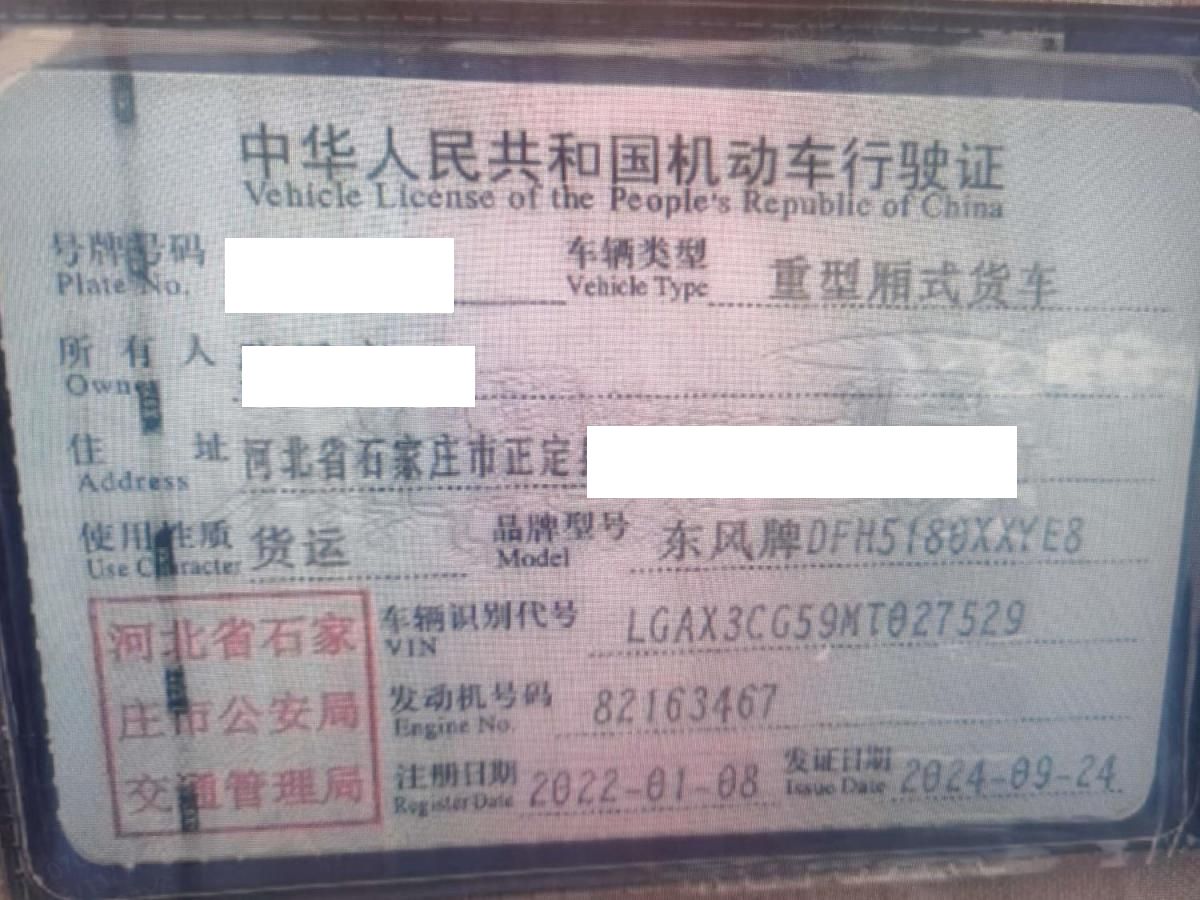 中华人民共和国机动车行驶证
Vehicle License of the People's Republic of China
号牌号码 车辆类型 重型厢式货车
Plate No. Vehicle Type
所有人
Owner
住址 河北省石家庄市正定
Address
使用性质 货运 品牌型号 东风牌DFH5180XXYE8
Use Character Model
河北省石家
庄市公安局
交通管理局
车辆识别代号 LGAX3CG59MT027529
VIN
发动机号码 82163467
Engine No.
注册日期 2022-01-08 发证日期 2024-09-24
Register Date Issue Date